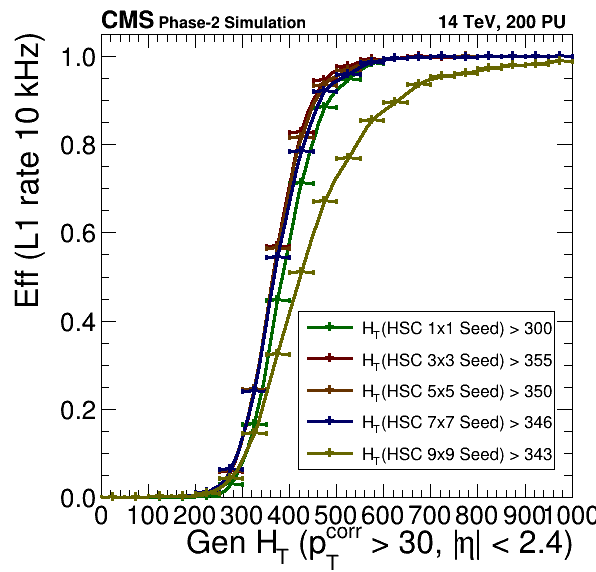 CMS Phase-2 Simulation 14 TeV, 200 PU
Eff (L1 rate 10 kHz)
1.0
0.8
0.6
0.4
0.2
0.0
H_T(HSC 1x1 Seed) > 300
H_T(HSC 3x3 Seed) > 355
H_T(HSC 5x5 Seed) > 350
H_T(HSC 7x7 Seed) > 346
H_T(HSC 9x9 Seed) > 343
0 100 200 300 400 500 600 700 800 900 1000
Gen H_T (p_T^corr > 30, |η| < 2.4)